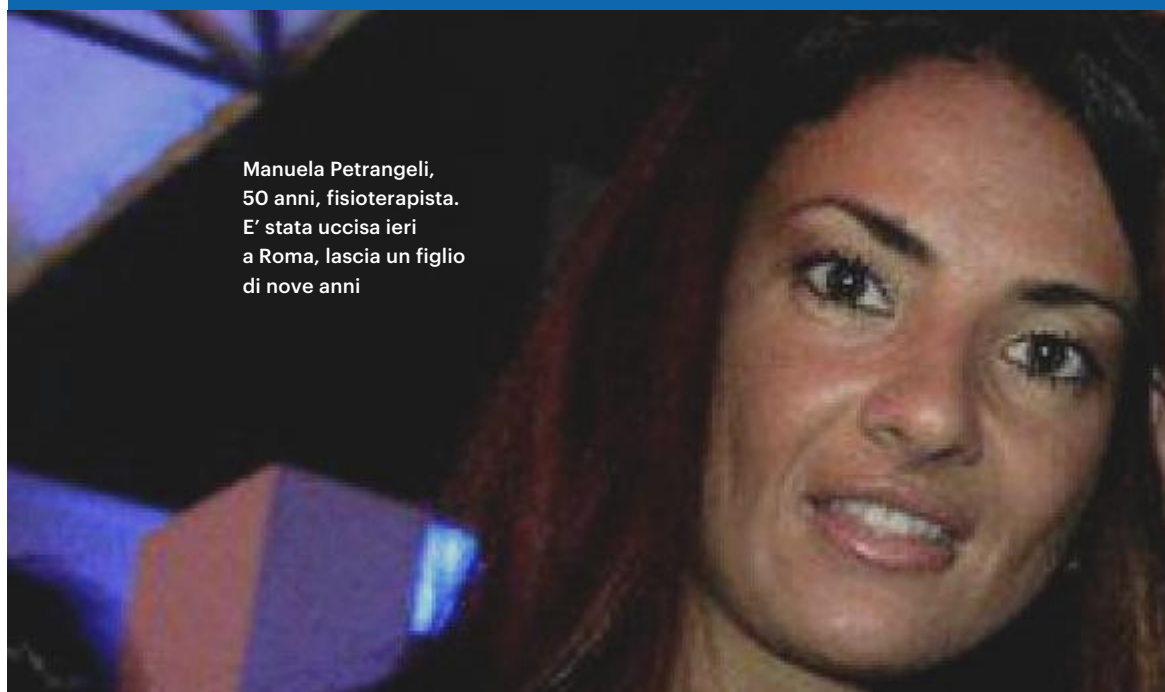 Manuela Petrangeli,
50 anni, fisioterapista.
E’ stata uccisa ieri
a Roma, lascia un figlio
di nove anni